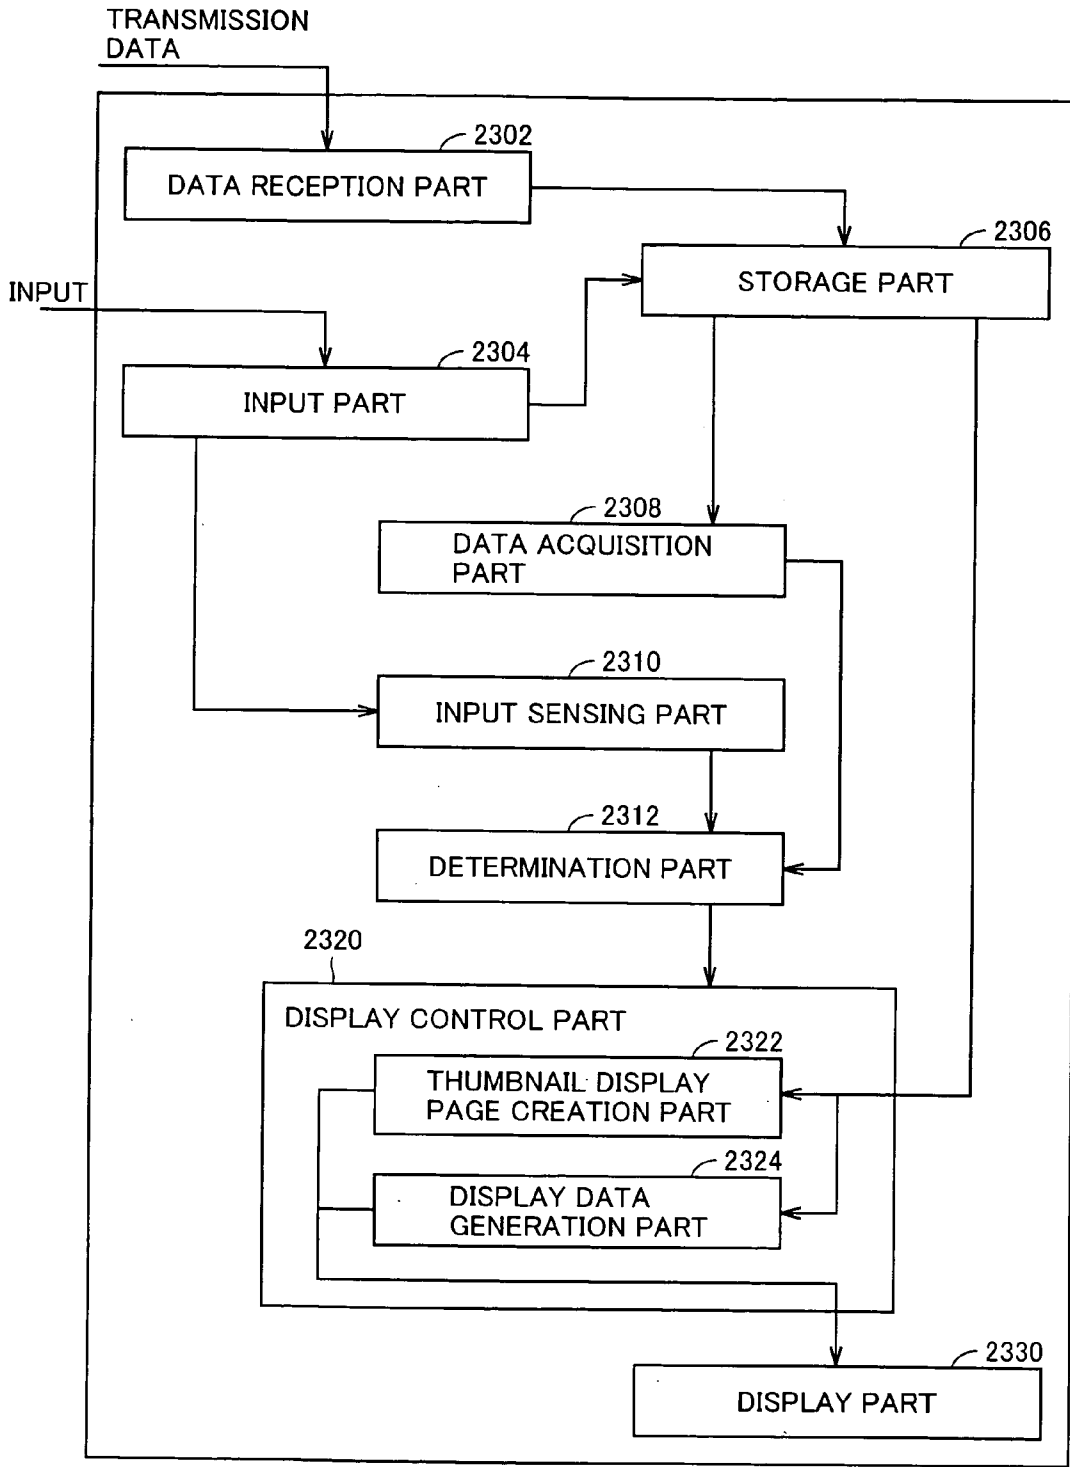 TRANSMISSION
DATA
2302
DATA RECEPTION PART
2306
STORAGE PART
INPUT
2304
INPUT PART
2308
DATA ACQUISITION
PART
2310
INPUT SENSING PART
2312
DETERMINATION PART
2320
DISPLAY CONTROL PART
2322
THUMBNAIL DISPLAY
PAGE CREATION PART
2324
DISPLAY DATA
GENERATION PART
2330
DISPLAY PART